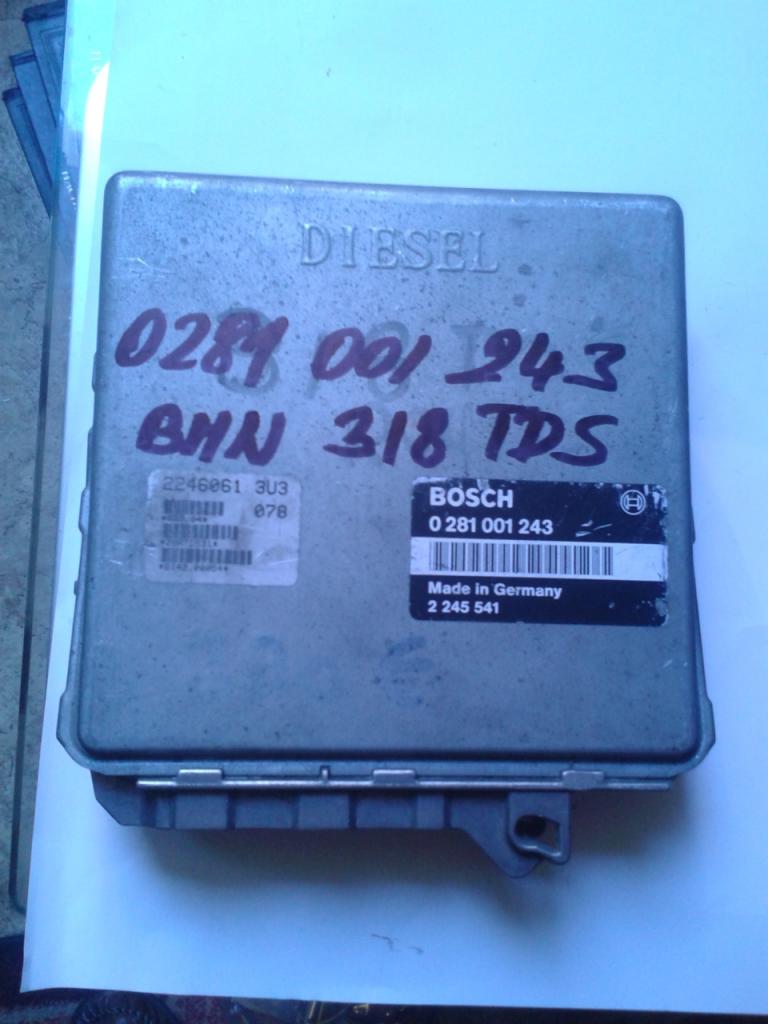 DIESEL
0281 001 243
BMW 318 TDS
2246061 3U3
078
BOSCH
0 281 001 243
Made in Germany
2 245 541